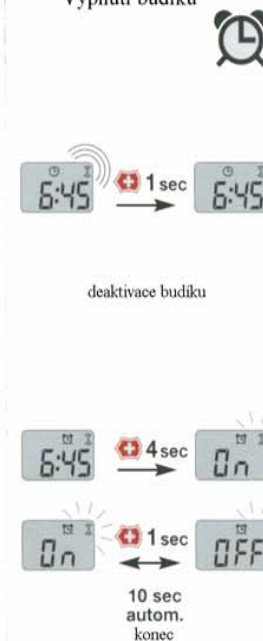 Vypnutí budíku
6:45 1 sec 6:45
deaktivace budíku
6:45 4 sec On
On 1 sec OFF
10 sec
autom.
konec